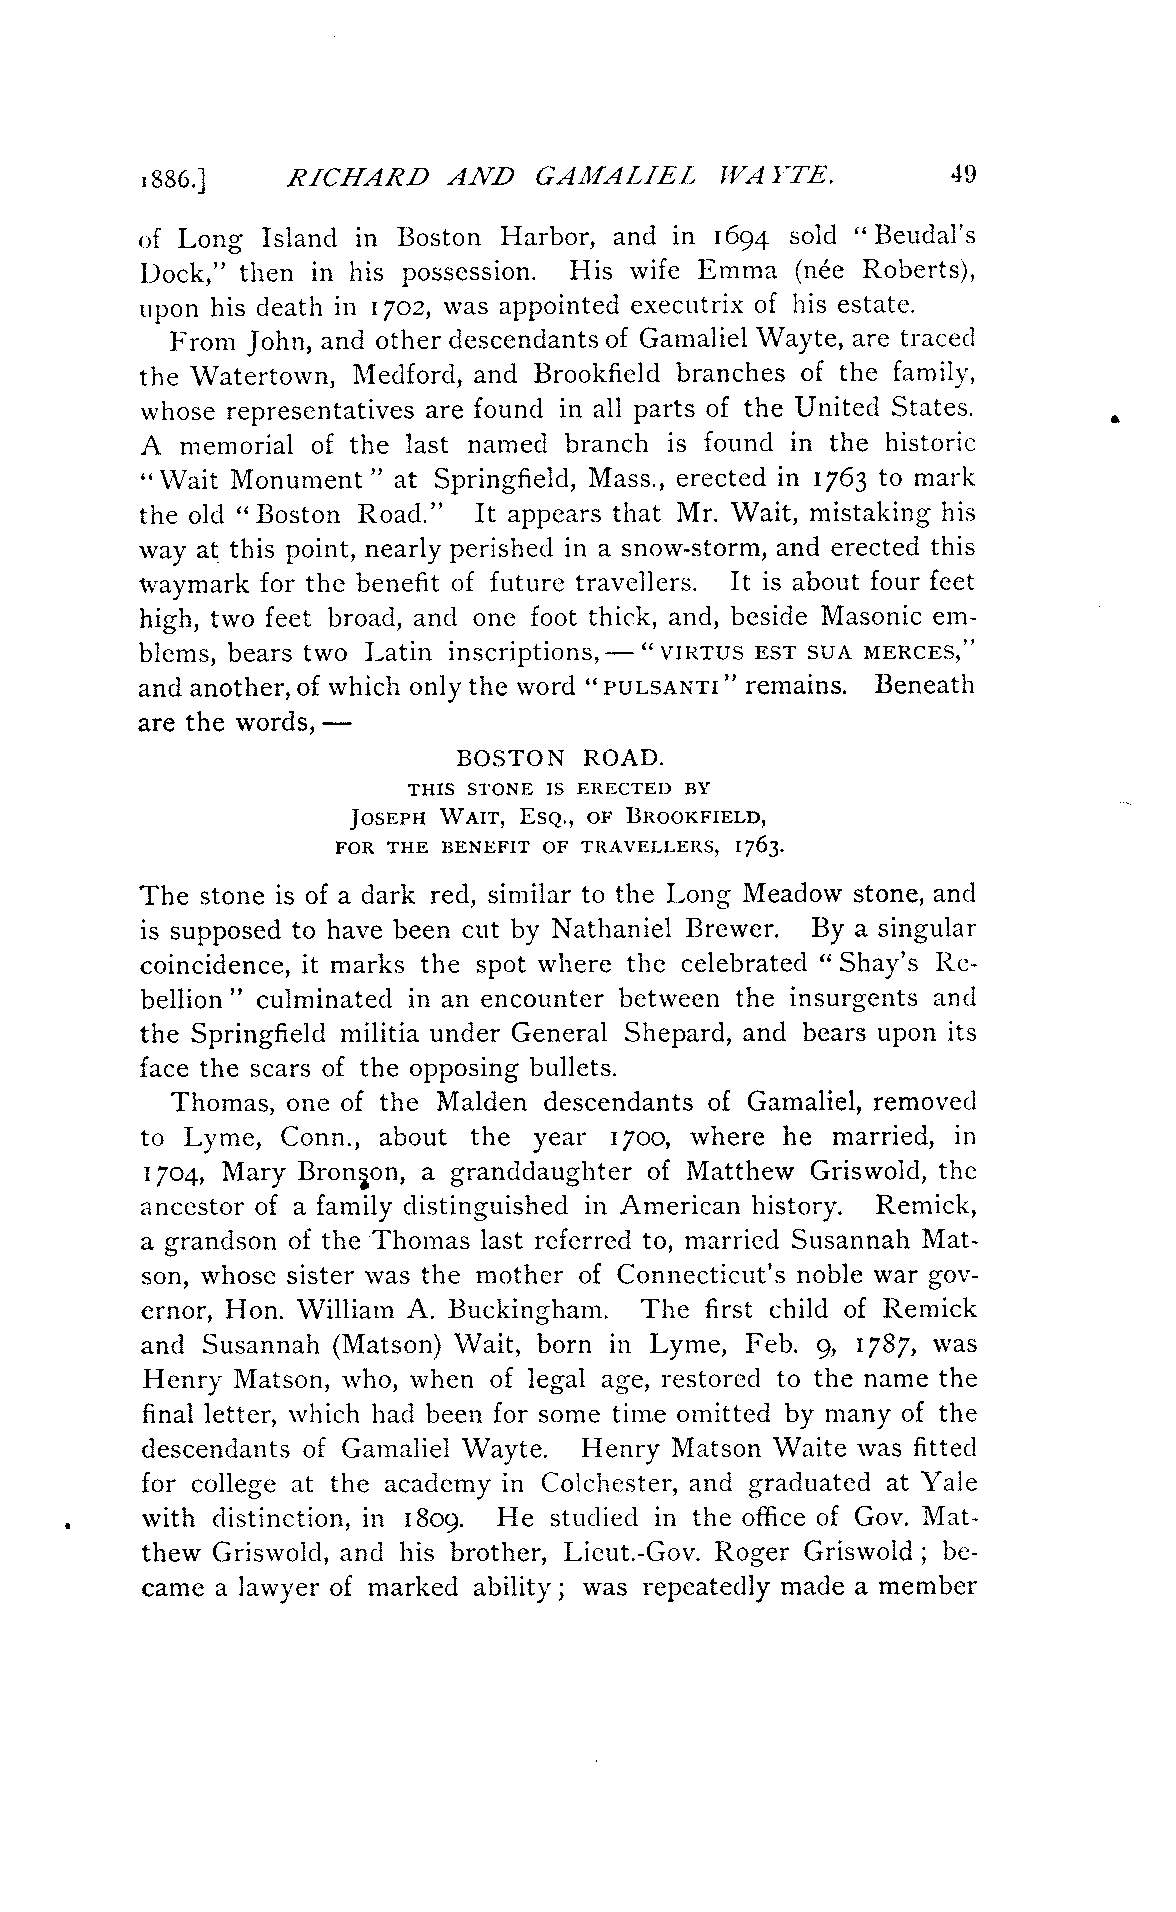 1886.] RICHARD AND GAMALIEL WAYTE. 49
of Long Island in Boston Harbor, and in 1694 sold “Beudal's
Dock,” then in his possession. His wife Emma (née Roberts),
upon his death in 1702, was appointed executrix of his estate.
From John, and other descendants of Gamaliel Wayte, are traced
the Watertown, Medford, and Brookfield branches of the family,
whose representatives are found in all parts of the United States.
A memorial of the last named branch is found in the historic
“Wait Monument” at Springfield, Mass., erected in 1763 to mark
the old “Boston Road.” It appears that Mr. Wait, mistaking his
way at this point, nearly perished in a snow-storm, and erected this
waymark for the benefit of future travellers. It is about four feet
high, two feet broad, and one foot thick, and, beside Masonic em-
blems, bears two Latin inscriptions,— “VIRTUS EST SUA MERCES,”
and another, of which only the word “PULSANTI” remains. Beneath
are the words, —
BOSTON ROAD.
THIS STONE IS ERECTED BY
JOSEPH WAIT, ESQ., OF BROOKFIELD,
FOR THE BENEFIT OF TRAVELLERS, 1763.
The stone is of a dark red, similar to the Long Meadow stone, and
is supposed to have been cut by Nathaniel Brewer. By a singular
coincidence, it marks the spot where the celebrated “Shay's Re-
bellion” culminated in an encounter between the insurgents and
the Springfield militia under General Shepard, and bears upon its
face the scars of the opposing bullets.
Thomas, one of the Malden descendants of Gamaliel, removed
to Lyme, Conn., about the year 1700, where he married, in
1704, Mary Bronson, a granddaughter of Matthew Griswold, the
ancestor of a family distinguished in American history. Remick,
a grandson of the Thomas last referred to, married Susannah Mat-
son, whose sister was the mother of Connecticut's noble war gov-
ernor, Hon. William A. Buckingham. The first child of Remick
and Susannah (Matson) Wait, born in Lyme, Feb. 9, 1787, was
Henry Matson, who, when of legal age, restored to the name the
final letter, which had been for some time omitted by many of the
descendants of Gamaliel Wayte. Henry Matson Waite was fitted
for college at the academy in Colchester, and graduated at Yale
with distinction, in 1809. He studied in the office of Gov. Mat-
thew Griswold, and his brother, Lieut.-Gov. Roger Griswold; be-
came a lawyer of marked ability; was repeatedly made a member